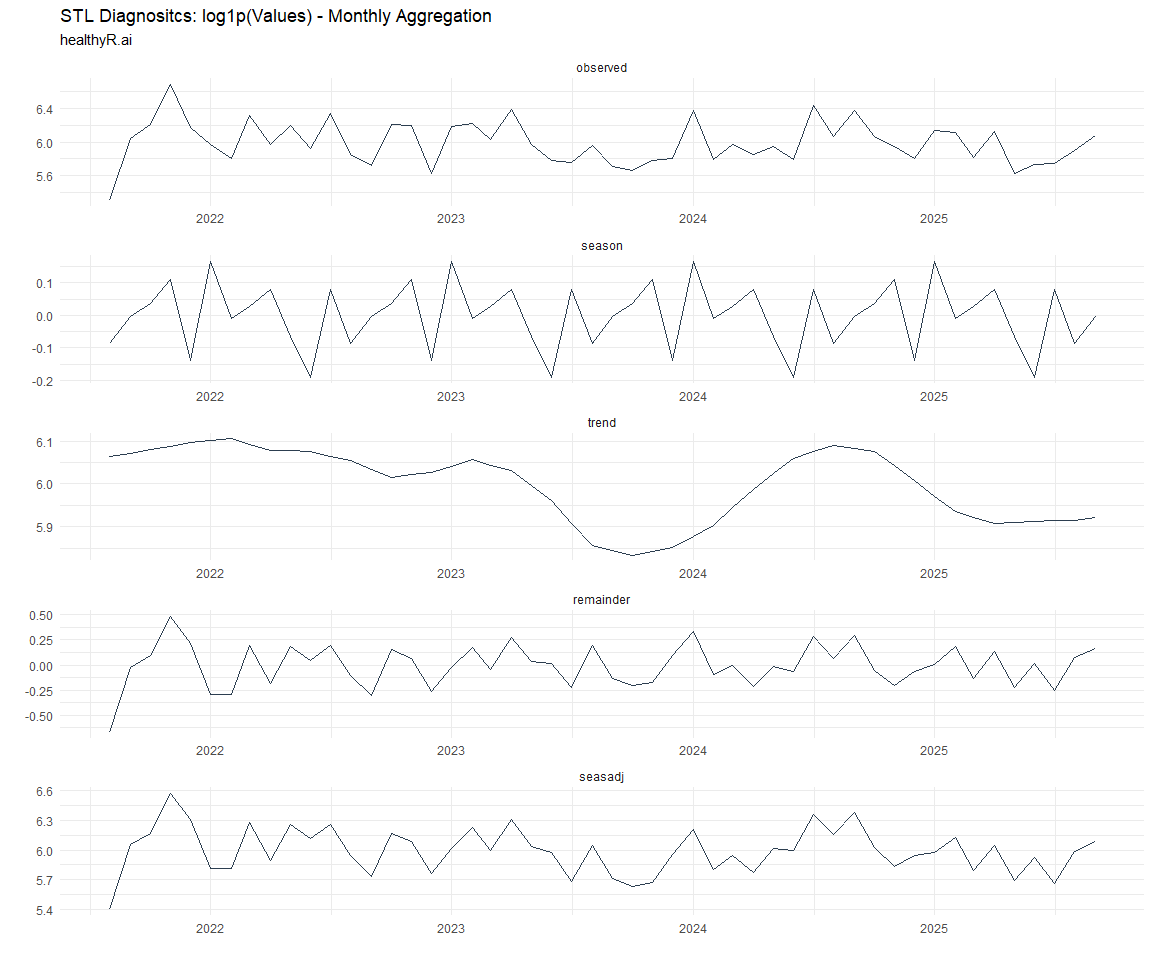 STL Diagnositcs: log1p(Values) - Monthly Aggregation
healthyR.ai
observed
6.4
6.0
5.6
2022 2023 2024 2025
season
0.1
0.0
-0.1
-0.2
2022 2023 2024 2025
trend
6.1
6.0
5.9
2022 2023 2024 2025
remainder
0.50
0.25
0.00
-0.25
-0.50
2022 2023 2024 2025
seasadj
6.6
6.3
6.0
5.7
5.4
2022 2023 2024 2025